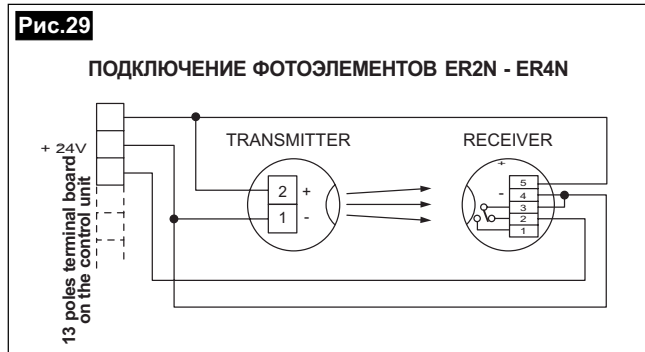 Рис.29
ПОДКЛЮЧЕНИЕ ФОТОЭЛЕМЕНТОВ ER2N - ER4N
+ 24V
13 poles terminal board
on the control unit
TRANSMITTER
2 +
1 -
RECEIVER
+
-
5
4
3
2
1